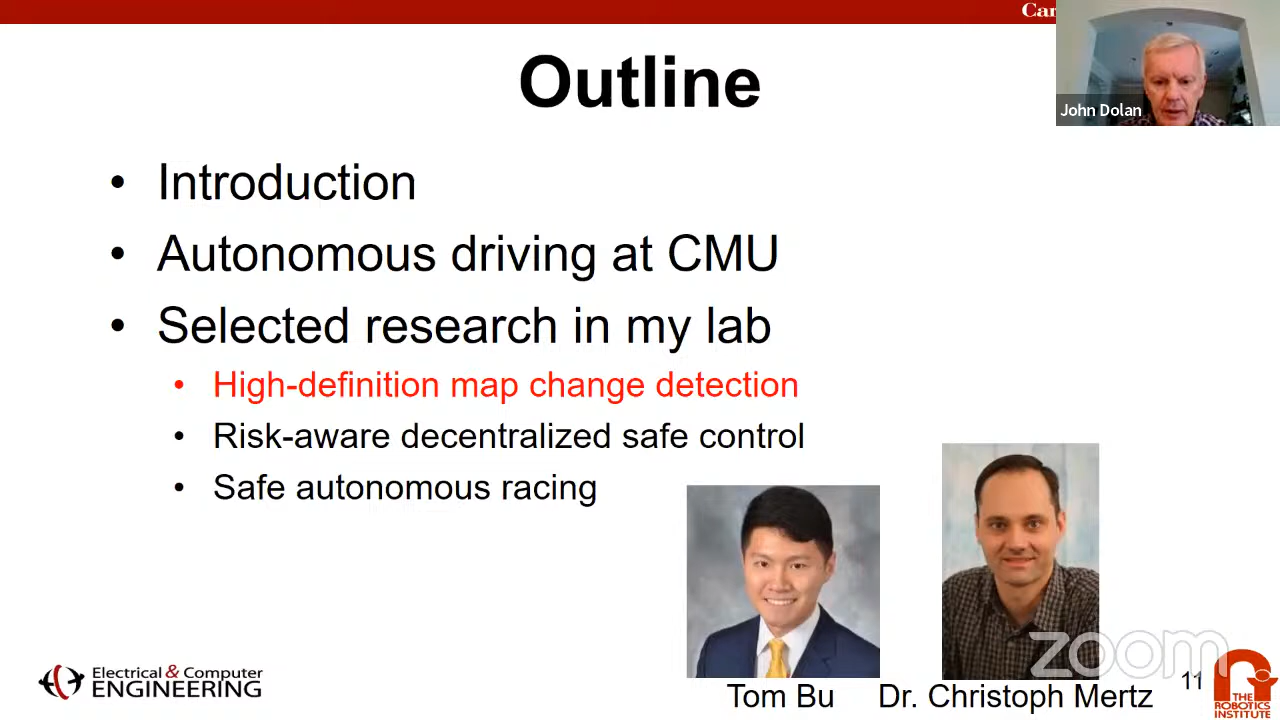 Car
Outline
John Dolan
• Introduction
• Autonomous driving at CMU
• Selected research in my lab
• High-definition map change detection
• Risk-aware decentralized safe control
• Safe autonomous racing
zoom
Tom Bu
Dr. Christoph Mertz
11
Electrical & Computer
ENGINEERING
THE
ROBOTICS
INSTITUTE